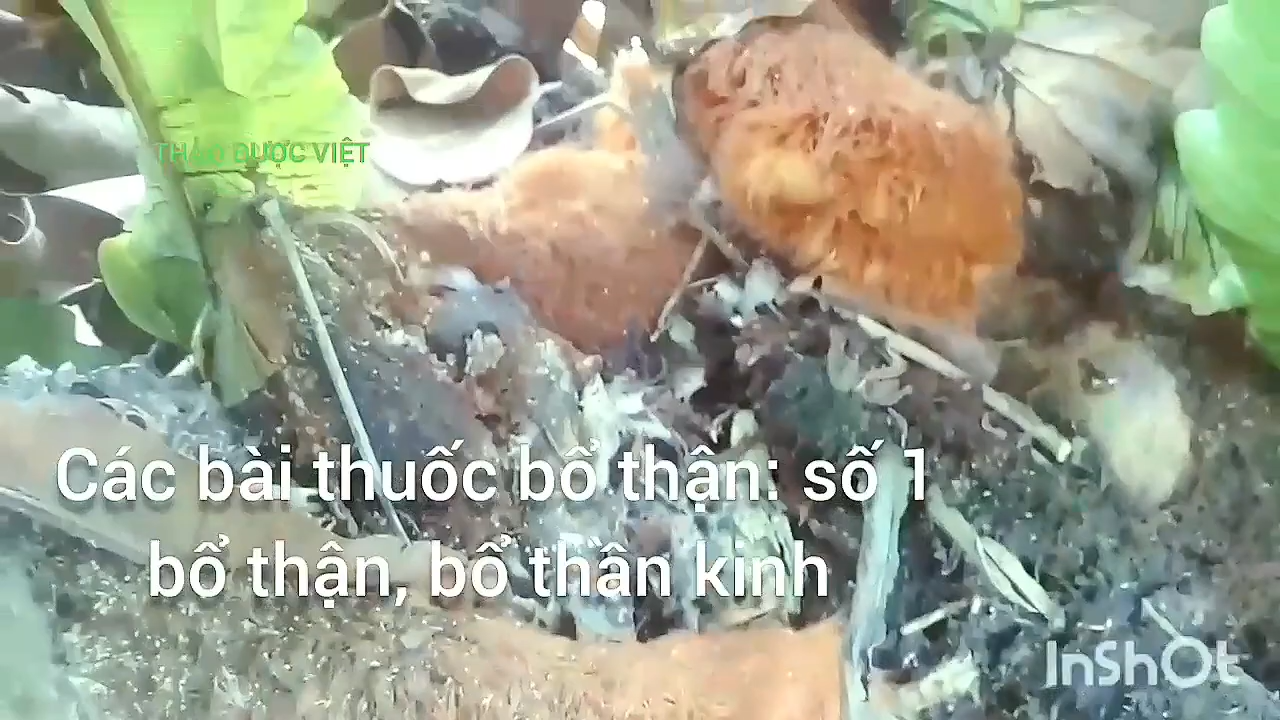 THẢO DƯỢC VIỆT
Các bài thuốc bổ thận: số 1
bổ thận, bổ thần kinh
InShOt